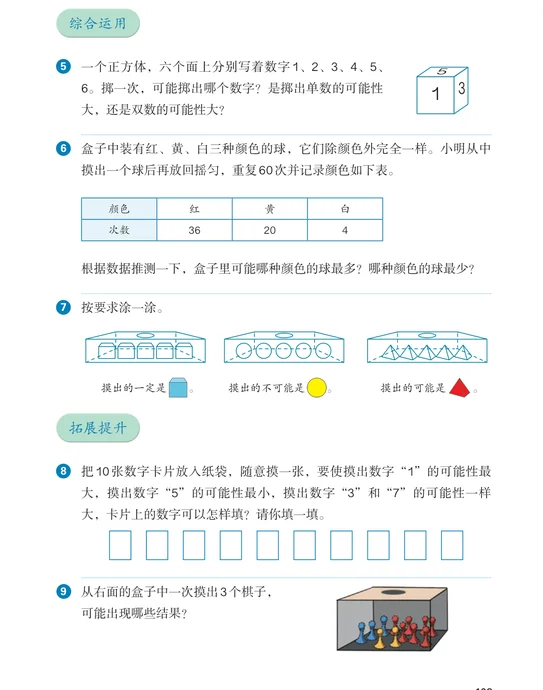 综合运用
5 一个正方体，六个面上分别写着数字1、2、3、4、5、
6。掷一次，可能掷出哪个数字？是掷出单数的可能性
大，还是双数的可能性大？
5
1
3
6 盒子中装有红、黄、白三种颜色的球，它们除颜色外完全一样。小明从中
摸出一个球后再放回摇匀，重复60次并记录颜色如下表。
颜色 红 黄 白
次数 36 20 4
根据数据推测一下，盒子里可能哪种颜色的球最多？哪种颜色的球最少？
7 按要求涂一涂。
摸出的一定是 。 摸出的不可能是 。 摸出的可能是 。
拓展提升
8 把10张数字卡片放入纸袋，随意摸一张，要使摸出数字“1”的可能性最
大，摸出数字“5”的可能性最小，摸出数字“3”和“7”的可能性一样
大，卡片上的数字可以怎样填？请你填一填。
9 从右面的盒子中一次摸出3个棋子，
可能出现哪些结果？